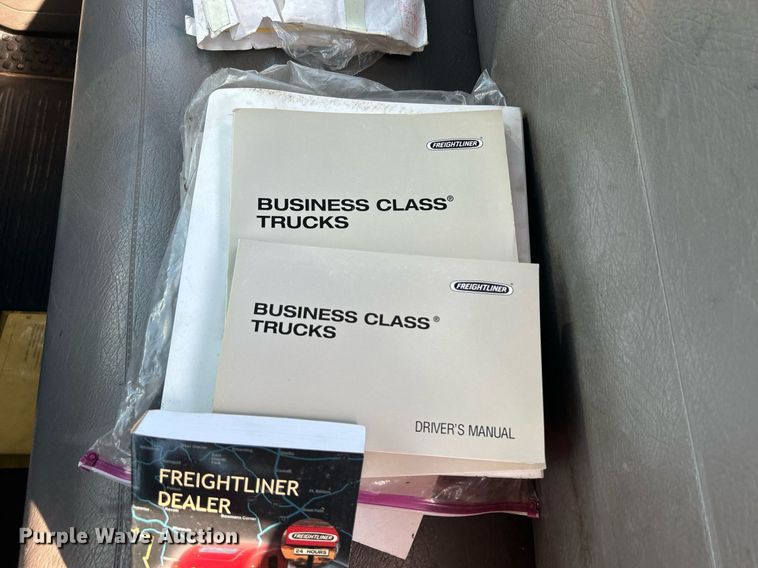 FREIGHTLINER
BUSINESS CLASS®
TRUCKS
FREIGHTLINER
BUSINESS CLASS®
TRUCKS
DRIVER'S MANUAL
FREIGHTLINER
DEALER
FREIGHTLINER
24 HOURS
Purple Wave Auction